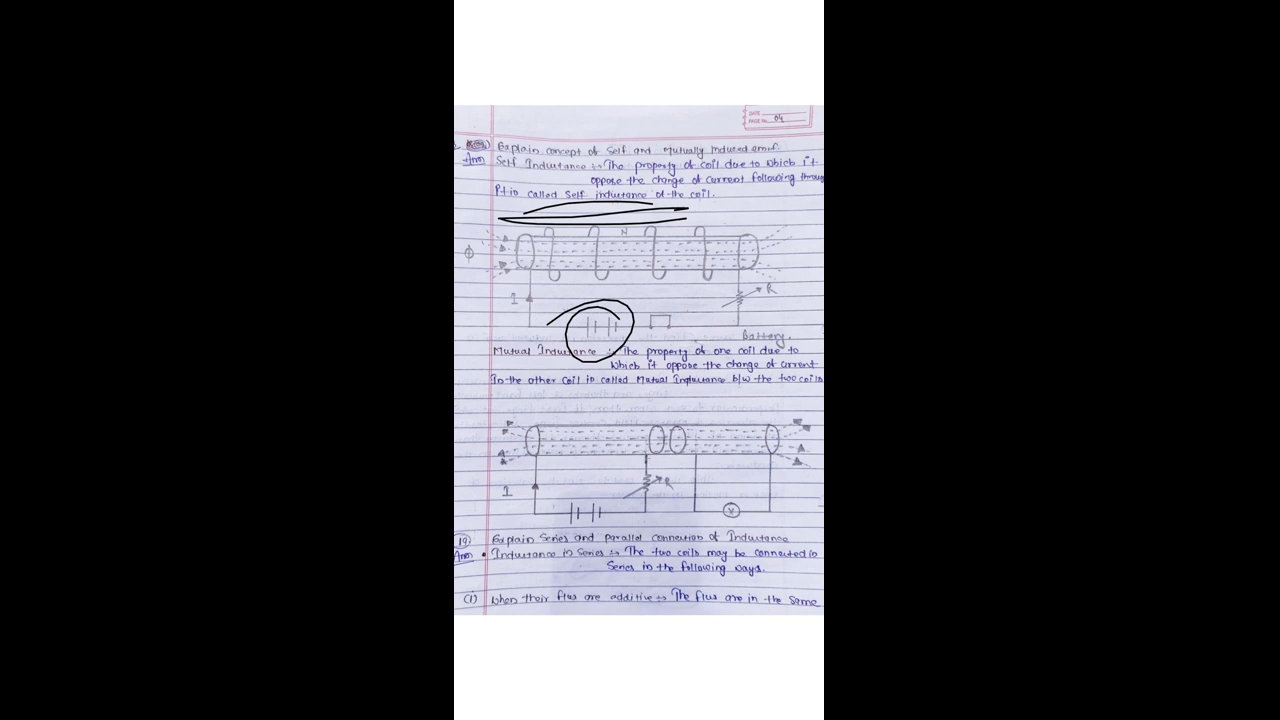 DATE
PAGE No. 04
Explain concept of Self and Mutually Induced emf.
Ans Self Inductance :- The property of coil due to which it
oppose the change of current following through
It is called Self inductance of the coil.
N
Φ
I
R
Battery.
Mutual Inductance :- The property of one coil due to
which it oppose the change of current
In the other coil is called Mutual Inductance b/w the two coils
I
R
V
19) Explain Series and parallel connection of Inductance
Ans • Inductance in Series :- The two coils may be connected in
Series in the following ways.
(i) When their flux are additive :- The flux are in the same